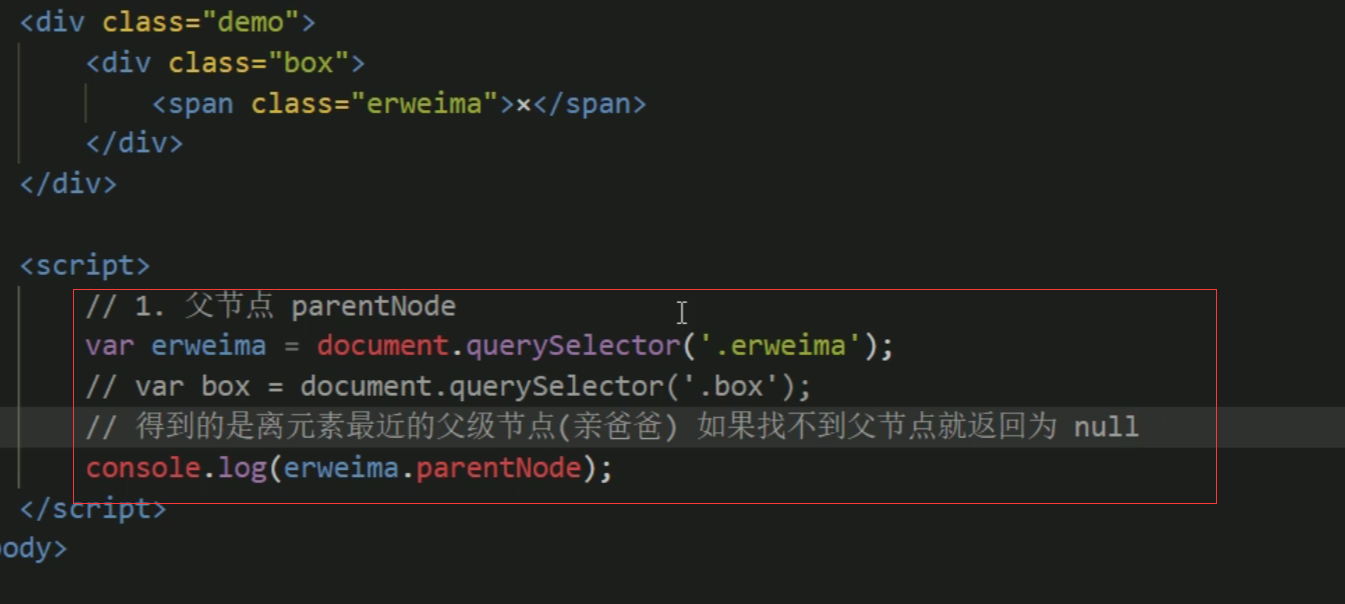 <div class="demo">
<div class="box">
<span class="erweima">×</span>
</div>
</div>
<script>
// 1. 父节点 parentNode
var erweima = document.querySelector('.erweima');
// var box = document.querySelector('.box');
// 得到的是离元素最近的父级节点(亲爸爸) 如果找不到父节点就返回为 null
console.log(erweima.parentNode);
</script>
ody>